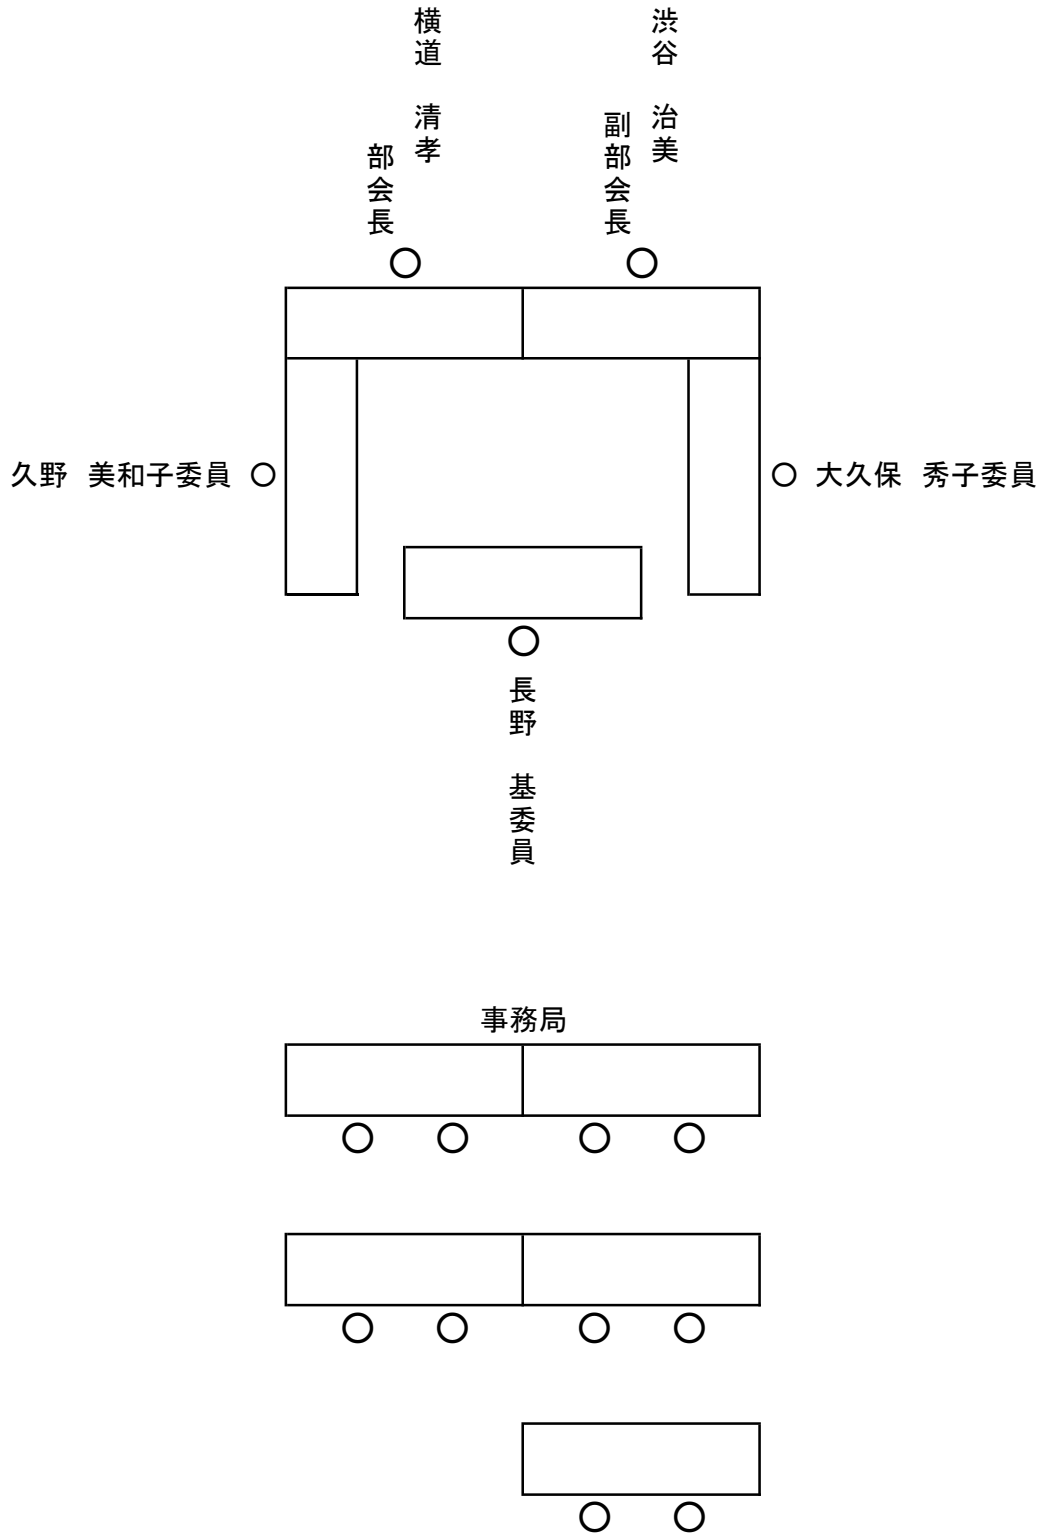 渋谷　治美
副部会長
横道　清孝
部会長
久野　美和子委員
大久保　秀子委員
長野　基委員
事務局